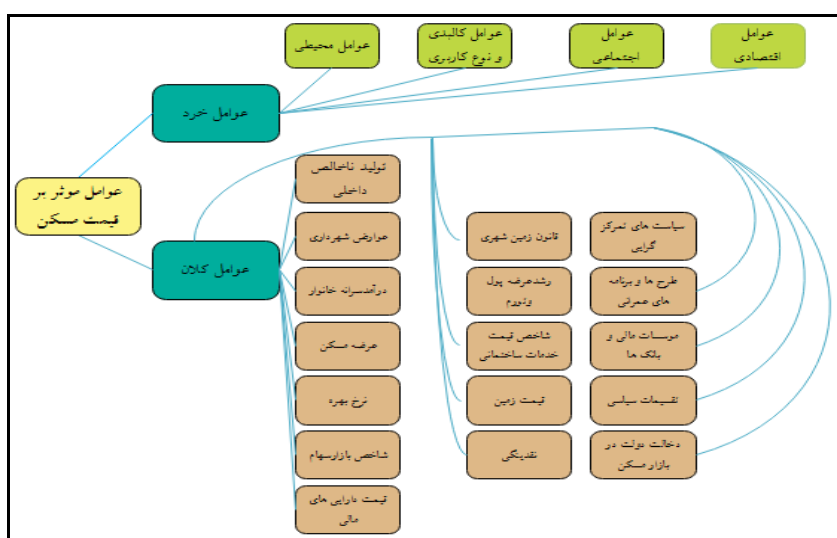 عوامل اقتصادی
عوامل اجتماعی
عوامل کالبدی
و نوع کاربری
عوامل محیطی
عوامل خرد
عوامل موثر بر
قیمت مسکن
عوامل کلان
تولید ناخالص
داخلی
عوارض شهرداری
درآمدسرانه خانوار
عرضه مسکن
نرخ بهره
شاخص بازارسهام
قیمت دارایی های
مالی
قانون زمین شهری
رشدعرضه پول
وتورم
شاخص قیمت
خدمات ساختمانی
قیمت زمین
نقدینگی
سیاست های تمرکز
گرایی
طرح ها و برنامه
های عمرانی
موسسات مالی و
بانک ها
تقسیمات سیاسی
دخالت دولت در
بازار مسکن